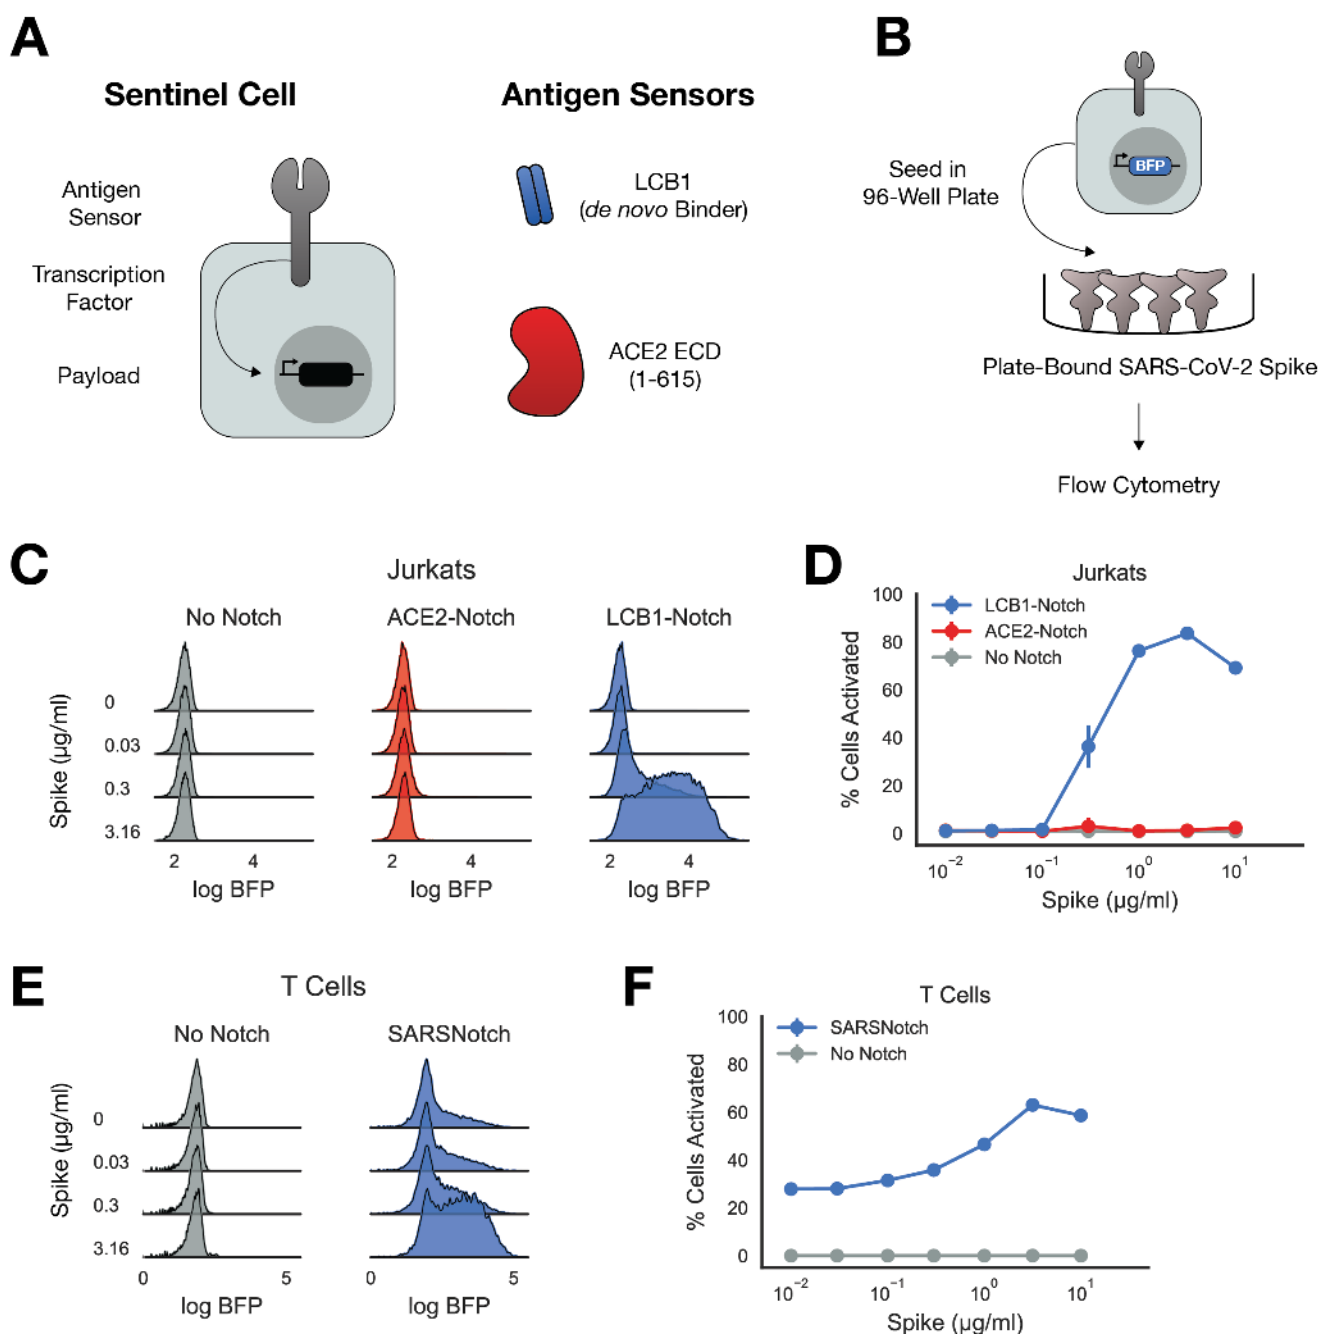 A
Sentinel Cell
Antigen Sensors
Antigen
Sensor
Transcription
Factor
Payload
LCB1
(de novo Binder)
ACE2 ECD
(1-615)
B
Seed in
96-Well Plate
BFP
Plate-Bound SARS-CoV-2 Spike
Flow Cytometry
C
Jurkats
No Notch
ACE2-Notch
LCB1-Notch
Spike (µg/ml)
0
0.03
0.3
3.16
2 4
2 4
2 4
log BFP
log BFP
log BFP
D
Jurkats
LCB1-Notch
ACE2-Notch
No Notch
% Cells Activated
100
80
60
40
20
0
10⁻² 10⁻¹ 10⁰ 10¹
Spike (µg/ml)
E
T Cells
No Notch
SARSNotch
Spike (µg/ml)
0
0.03
0.3
3.16
0 5
0 5
log BFP
log BFP
F
T Cells
SARSNotch
No Notch
% Cells Activated
100
80
60
40
20
0
10⁻² 10⁻¹ 10⁰ 10¹
Spike (µg/ml)